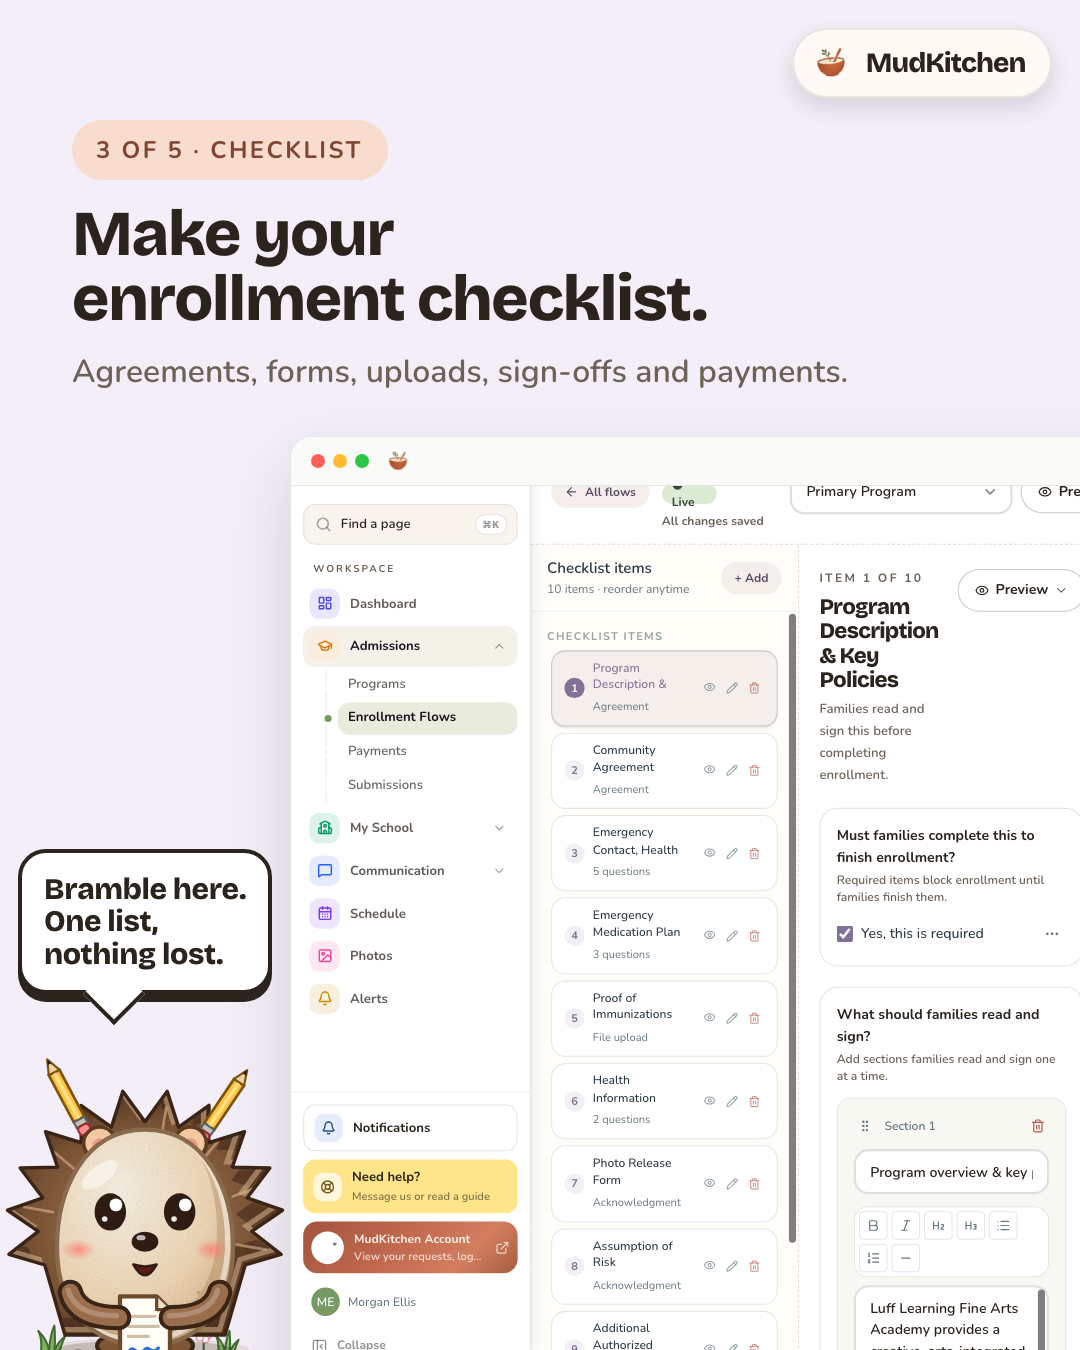 MudKitchen
3 OF 5 · CHECKLIST
Make your
enrollment checklist.
Agreements, forms, uploads, sign-offs and payments.
Find a page
⌘K
WORKSPACE
Dashboard
Admissions
Programs
Enrollment Flows
Payments
Submissions
My School
Communication
Schedule
Photos
Alerts
Notifications
Need help?
Message us or read a guide
MudKitchen Account
View your requests, log...
ME
Morgan Ellis
Collapse
Bramble here.
One list,
nothing lost.
All flows
Live
All changes saved
Primary Program
Checklist items
10 items · reorder anytime
+ Add
CHECKLIST ITEMS
1
Program
Description &
Agreement
2
Community
Agreement
Agreement
3
Emergency
Contact, Health
5 questions
4
Emergency
Medication Plan
3 questions
5
Proof of
Immunizations
File upload
6
Health
Information
2 questions
7
Photo Release
Form
Acknowledgment
8
Assumption of
Risk
Acknowledgment
Additional
Authorized
ITEM 1 OF 10
Preview
Program
Description
& Key
Policies
Families read and
sign this before
completing
enrollment.
Must families complete this to
finish enrollment?
Required items block enrollment until
families finish them.
Yes, this is required
What should families read and
sign?
Add sections families read and sign one
at a time.
Section 1
Program overview & key
B
I
H2
H3
Luff Learning Fine Arts
Academy provides a